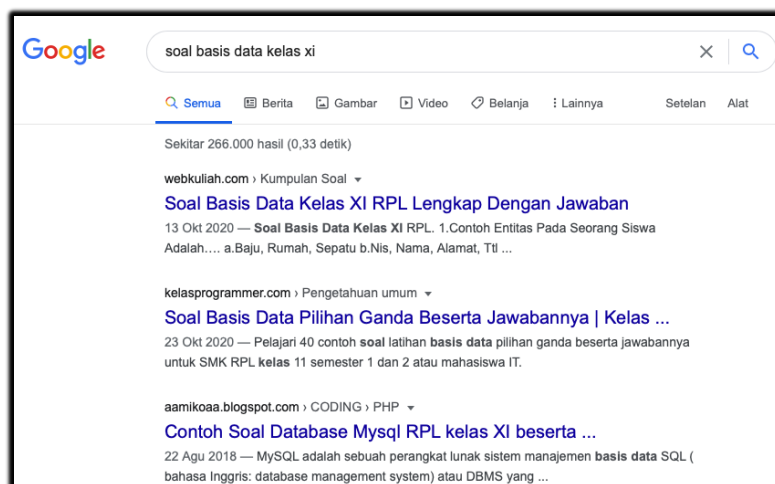 Google
soal basis data kelas xi
Semua Berita Gambar Video Belanja Lainnya Setelan Alat
Sekitar 266.000 hasil (0,33 detik)
webkuliah.com › Kumpulan Soal
Soal Basis Data Kelas XI RPL Lengkap Dengan Jawaban
13 Okt 2020 — Soal Basis Data Kelas XI RPL. 1.Contoh Entitas Pada Seorang Siswa
Adalah…. a.Baju, Rumah, Sepatu b.Nis, Nama, Alamat, Ttl ...
kelasprogrammer.com › Pengetahuan umum
Soal Basis Data Pilihan Ganda Beserta Jawabannya | Kelas ...
23 Okt 2020 — Pelajari 40 contoh soal latihan basis data pilihan ganda beserta jawabannya
untuk SMK RPL kelas 11 semester 1 dan 2 atau mahasiswa IT.
aamikoaa.blogspot.com › CODING › PHP
Contoh Soal Database Mysql RPL kelas XI beserta ...
22 Agu 2018 — MySQL adalah sebuah perangkat lunak sistem manajemen basis data SQL (
bahasa Inggris: database management system) atau DBMS yang ...